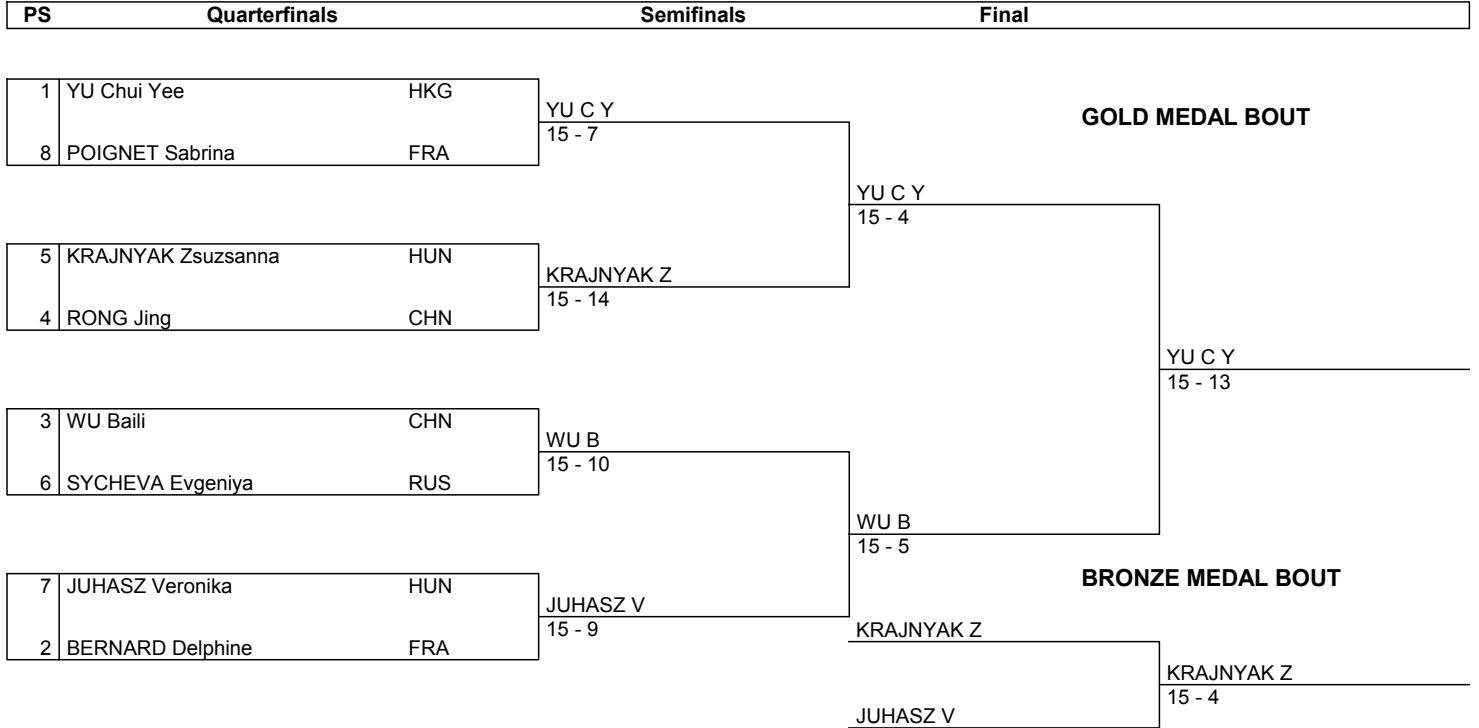 PS Quarterfinals Semifinals Final
1 YU Chui Yee HKG
YU C Y
GOLD MEDAL BOUT
15 - 7
8 POIGNET Sabrina FRA
YU C Y
15 - 4
5 KRAJNYAK Zsuzsanna HUN
KRAJNYAK Z
15 - 14
4 RONG Jing CHN
YU C Y
15 - 13
3 WU Baili CHN
WU B
15 - 10
6 SYCHEVA Evgeniya RUS
WU B
15 - 5
BRONZE MEDAL BOUT
7 JUHASZ Veronika HUN
JUHASZ V
15 - 9
KRAJNYAK Z
2 BERNARD Delphine FRA
KRAJNYAK Z
15 - 4
JUHASZ V